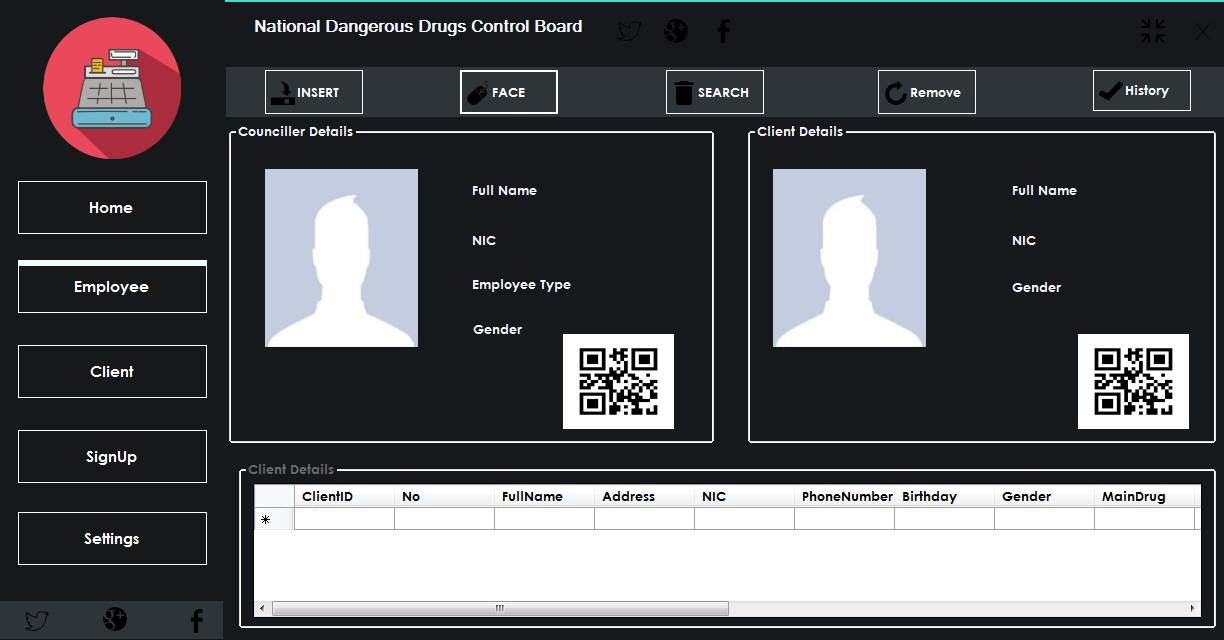 National Dangerous Drugs Control Board
INSERT
FACE
SEARCH
Remove
History
Home
Employee
Client
SignUp
Settings
Counciller Details
Full Name
NIC
Employee Type
Gender
Client Details
Full Name
NIC
Gender
Client Details
ClientID No FullName Address NIC PhoneNumber Birthday Gender MainDrug